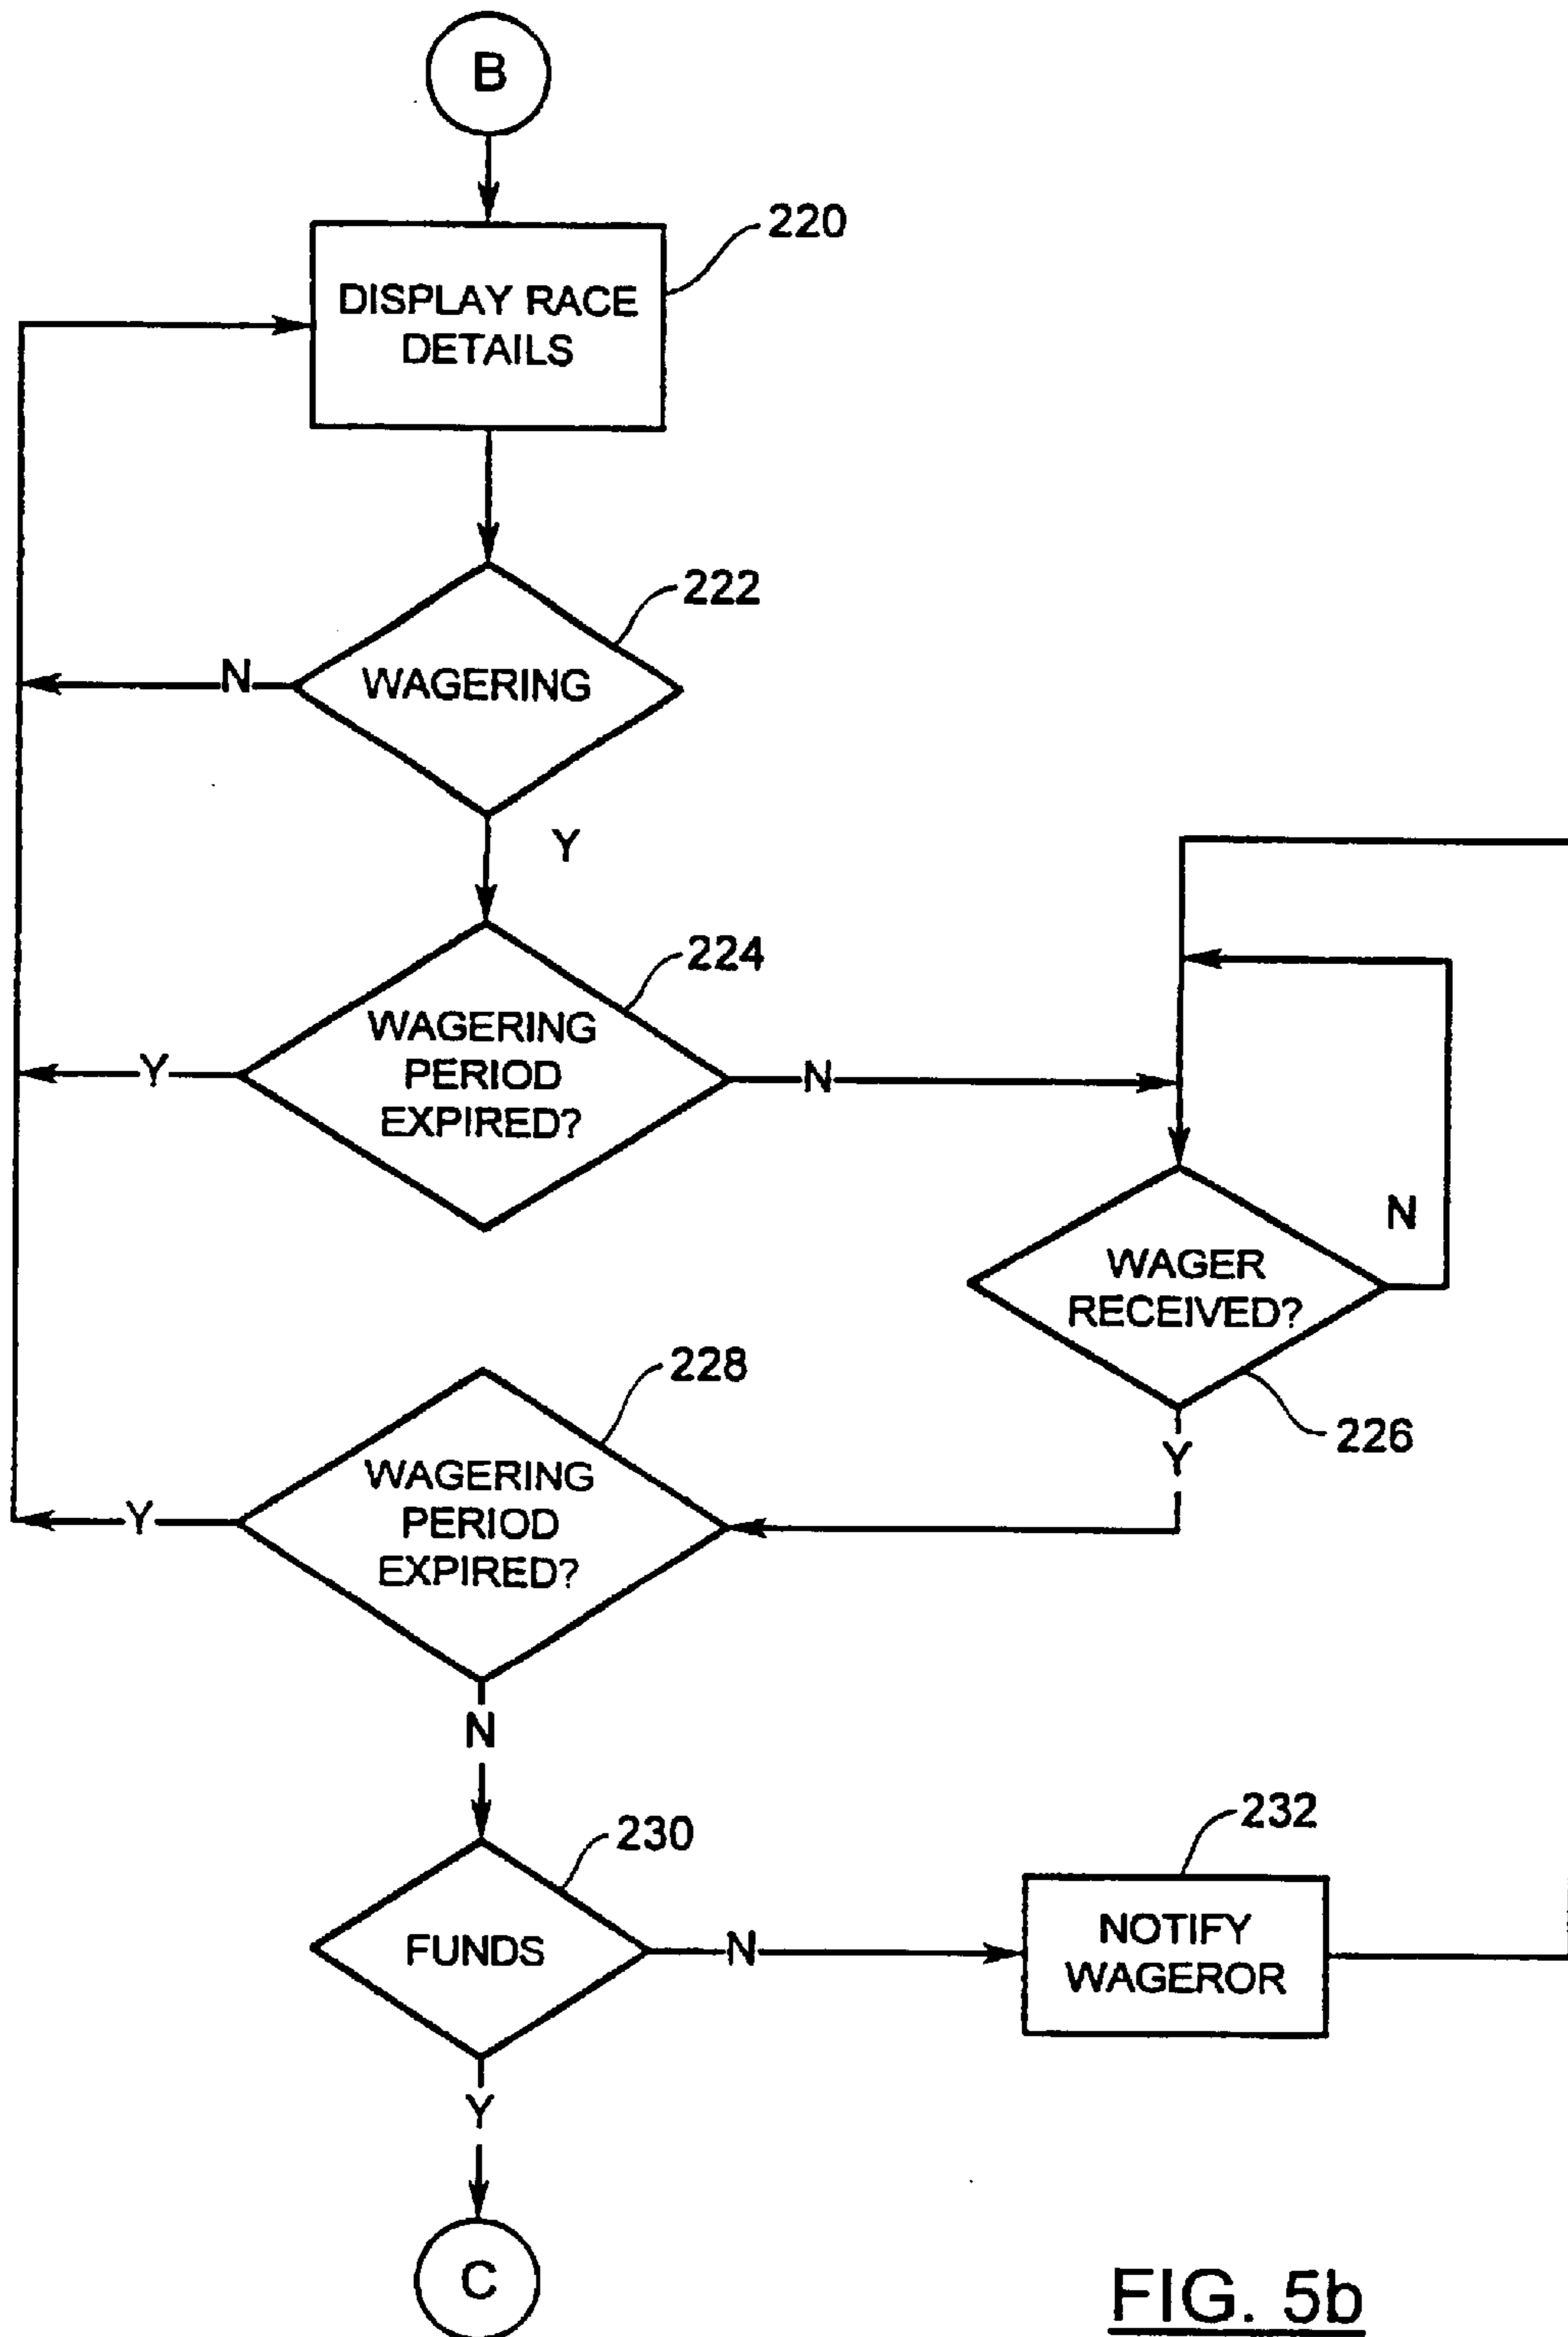 B
220
DISPLAY RACE
DETAILS
222
WAGERING
N
Y
224
WAGERING
PERIOD
EXPIRED?
Y
N
WAGER
RECEIVED?
N
226
Y
228
WAGERING
PERIOD
EXPIRED?
Y
N
230
FUNDS
N
232
NOTIFY
WAGEROR
Y
C
FIG. 5b